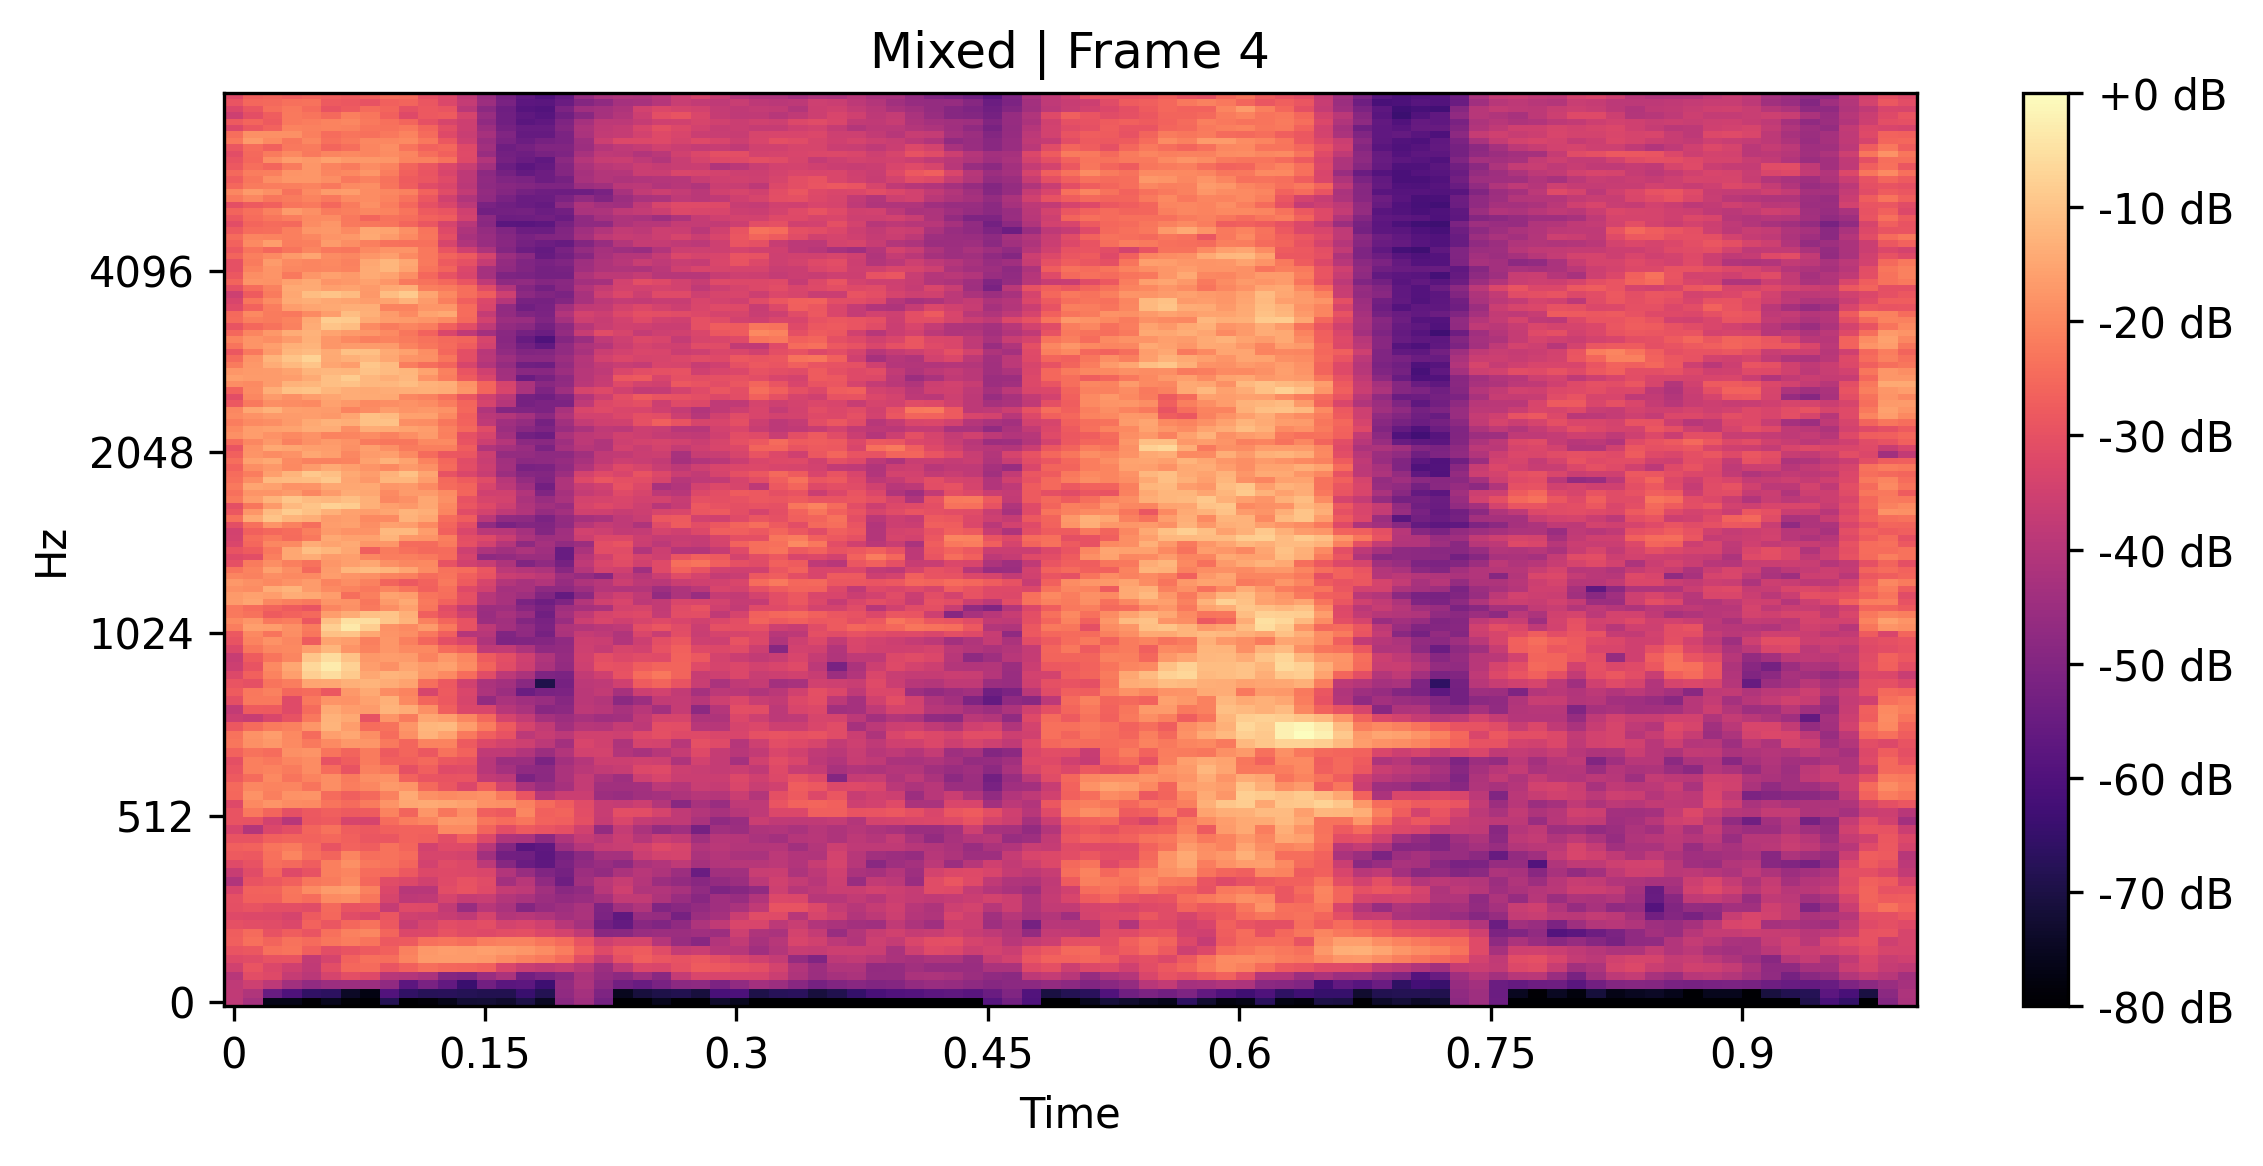 Mixed | Frame 4
Hz
4096
2048
1024
512
0
0 0.15 0.3 0.45 0.6 0.75 0.9
Time
+0 dB
-10 dB
-20 dB
-30 dB
-40 dB
-50 dB
-60 dB
-70 dB
-80 dB